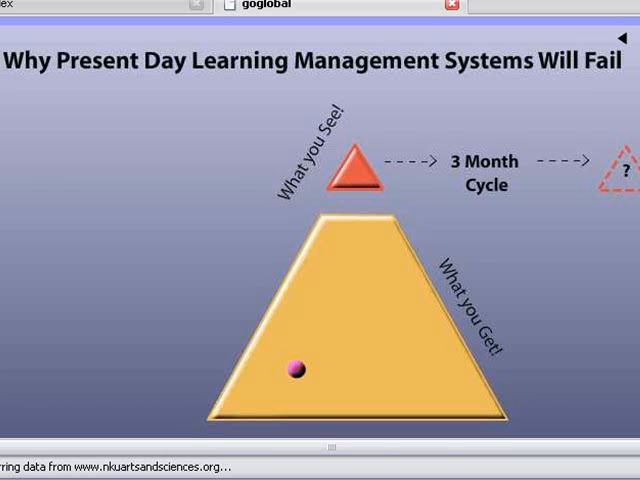 dex
goglobal
Why Present Day Learning Management Systems Will Fail
What you See!
3 Month
Cycle
?
What you Get!
rring data from www.nkuartsandsciences.org...